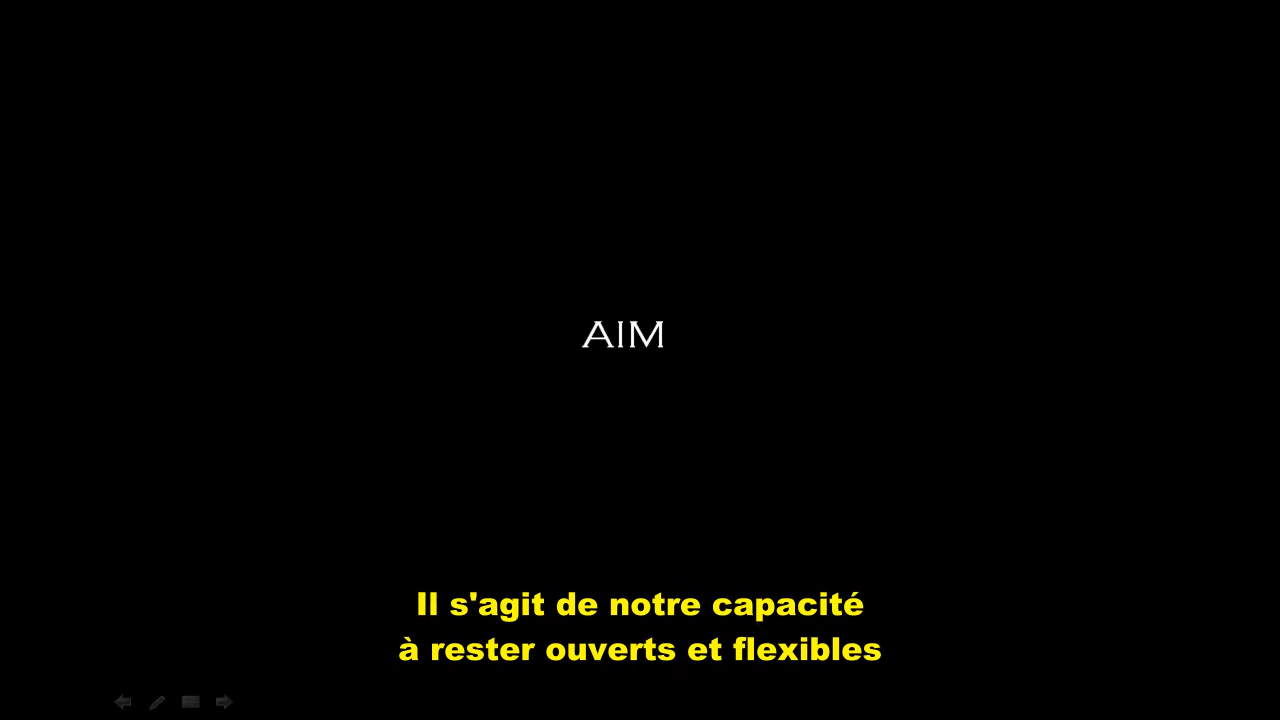 AIM
Il s'agit de notre capacité
à rester ouverts et flexibles